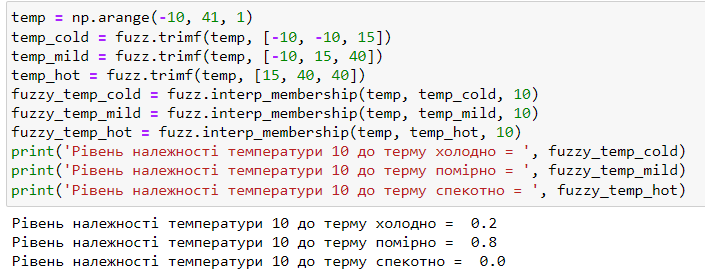 temp = np.arange(-10, 41, 1)
temp_cold = fuzz.trimf(temp, [-10, -10, 15])
temp_mild = fuzz.trimf(temp, [-10, 15, 40])
temp_hot = fuzz.trimf(temp, [15, 40, 40])
fuzzy_temp_cold = fuzz.interp_membership(temp, temp_cold, 10)
fuzzy_temp_mild = fuzz.interp_membership(temp, temp_mild, 10)
fuzzy_temp_hot = fuzz.interp_membership(temp, temp_hot, 10)
print('Рівень належності температури 10 до терму холодно = ', fuzzy_temp_cold)
print('Рівень належності температури 10 до терму помірно = ', fuzzy_temp_mild)
print('Рівень належності температури 10 до терму спекотно = ', fuzzy_temp_hot)
Рівень належності температури 10 до терму холодно =  0.2
Рівень належності температури 10 до терму помірно =  0.8
Рівень належності температури 10 до терму спекотно =  0.0